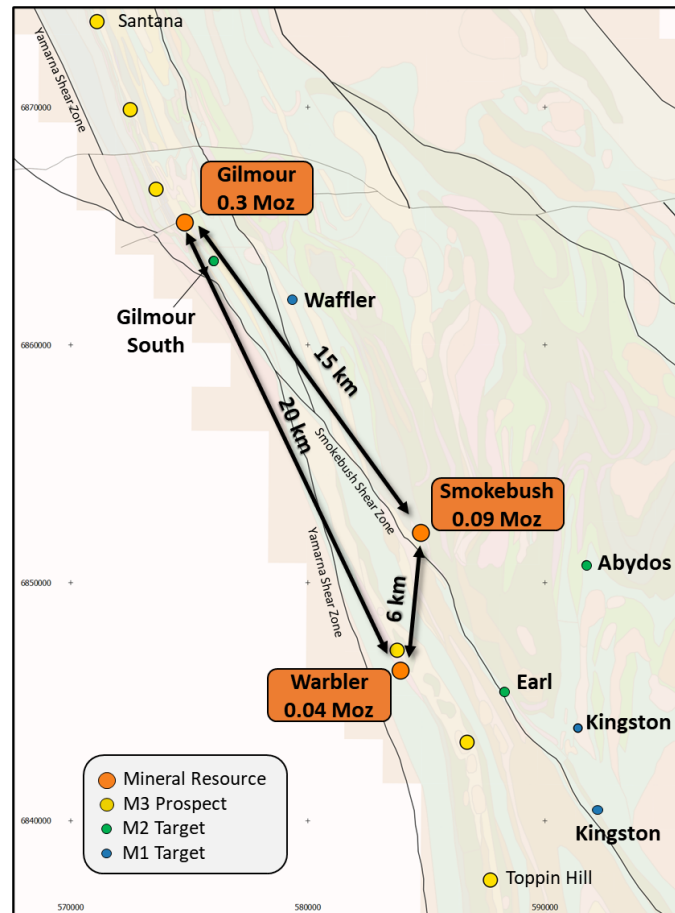 Santana
Yamarna Shear Zone
6870000
Gilmour
0.3 Moz
Waffler
Gilmour
South
6860000
15 km
20 km
Smokebush Shear Zone
Smokebush
0.09 Moz
Yamarna Shear Zone
Abydos
6850000
6 km
Warbler
0.04 Moz
Earl
Kingston
Mineral Resource
M3 Prospect
M2 Target
M1 Target
6840000
Kingston
Toppin Hill
570000
580000
590000